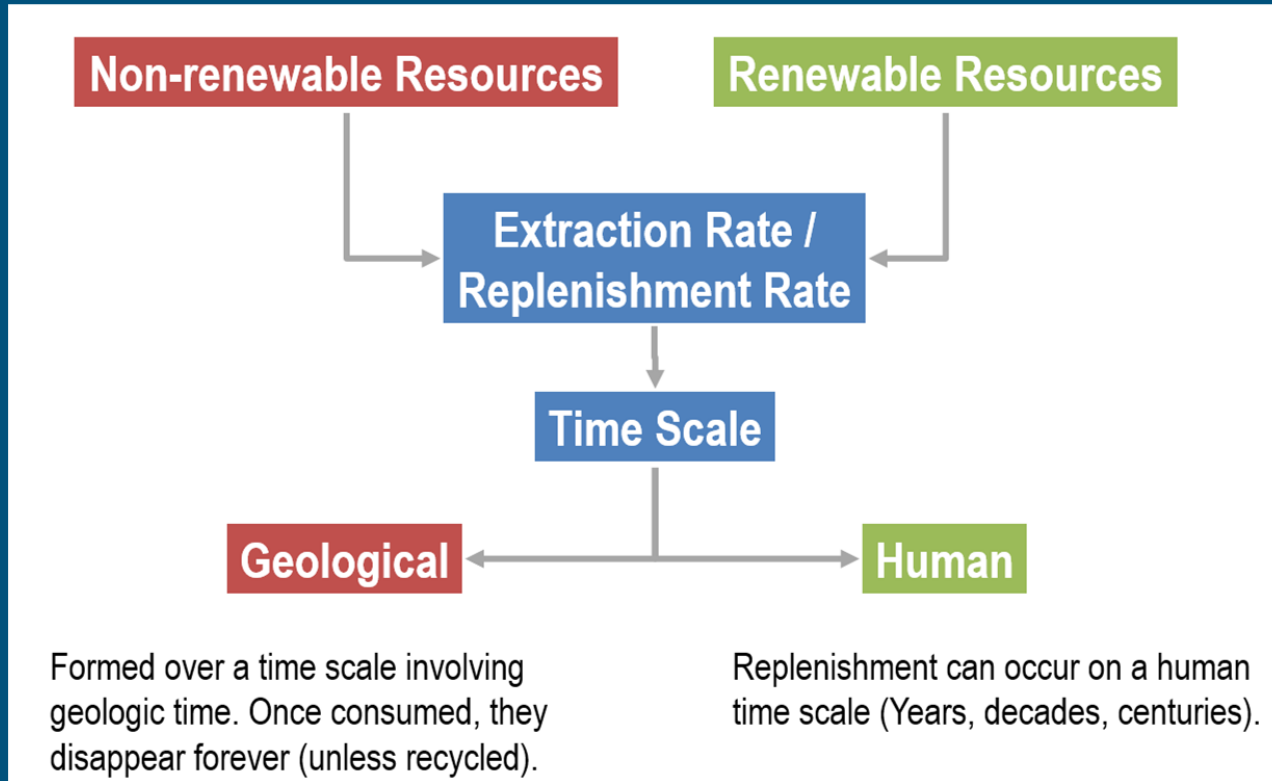 Non-renewable Resources
Renewable Resources
Extraction Rate /
Replenishment Rate
Time Scale
Geological
Human
Formed over a time scale involving
geologic time. Once consumed, they
disappear forever (unless recycled).
Replenishment can occur on a human
time scale (Years, decades, centuries).